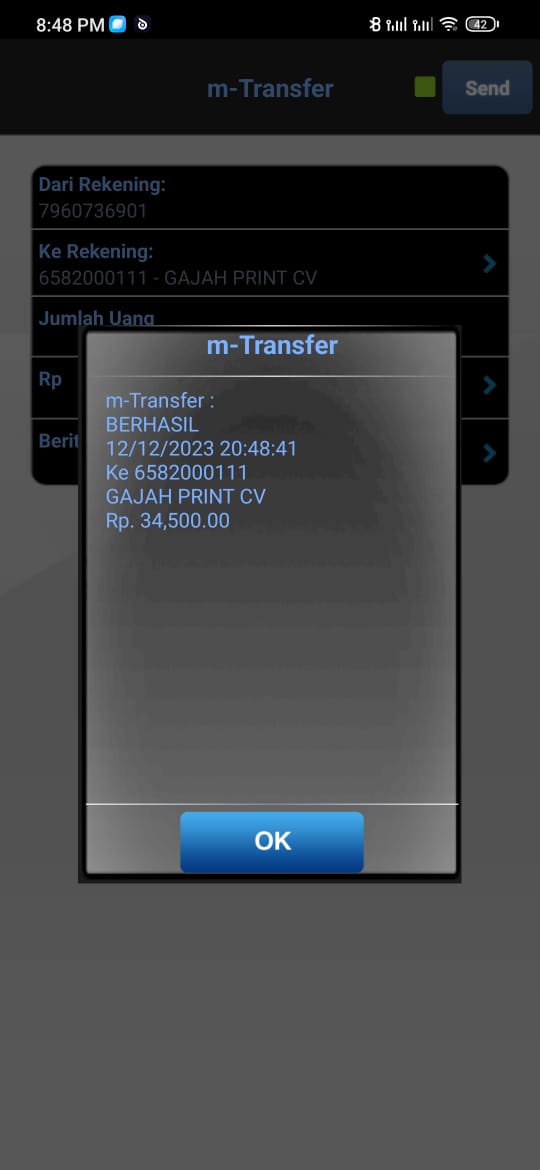 8:48 PM
42
m-Transfer
Send
Dari Rekening:
7960736901
Ke Rekening:
6582000111 - GAJAH PRINT CV
Jumlah Uang
Rp
Berit
m-Transfer
m-Transfer :
BERHASIL
12/12/2023 20:48:41
Ke 6582000111
GAJAH PRINT CV
Rp. 34,500.00
OK